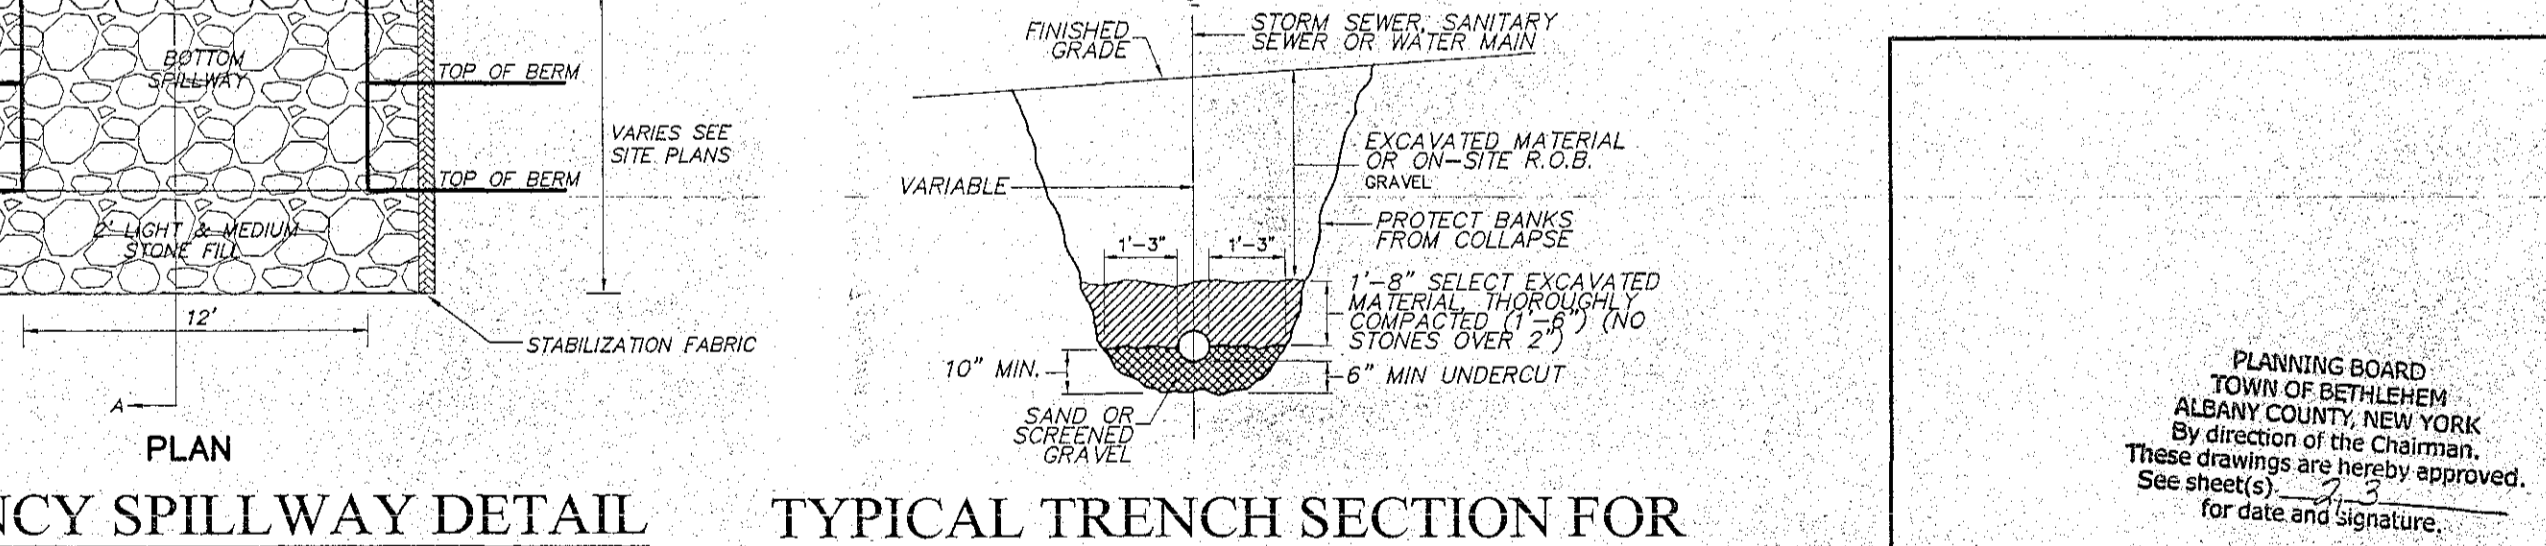 BOTTOM
SPILLWAY
TOP OF BERM
VARIES SEE
SITE PLANS
TOP OF BERM
2' LIGHT & MEDIUM
STONE FILL
12'
STABILIZATION FABRIC
A
PLAN
NCY SPILLWAY DETAIL
FINISHED
GRADE
STORM SEWER, SANITARY
SEWER OR WATER MAIN
EXCAVATED MATERIAL
OR ON-SITE R.O.B.
GRAVEL
VARIABLE
PROTECT BANKS
FROM COLLAPSE
1'-3" 1'-3"
1'-8" SELECT EXCAVATED
MATERIAL, THOROUGHLY
COMPACTED (1'-6") (NO
STONES OVER 2")
10" MIN.
6" MIN UNDERCUT
SAND OR
SCREENED
GRAVEL
TYPICAL TRENCH SECTION FOR
PLANNING BOARD
TOWN OF BETHLEHEM
ALBANY COUNTY, NEW YORK
By direction of the Chairman.
These drawings are hereby approved.
See sheet(s) 2,3
for date and signature.